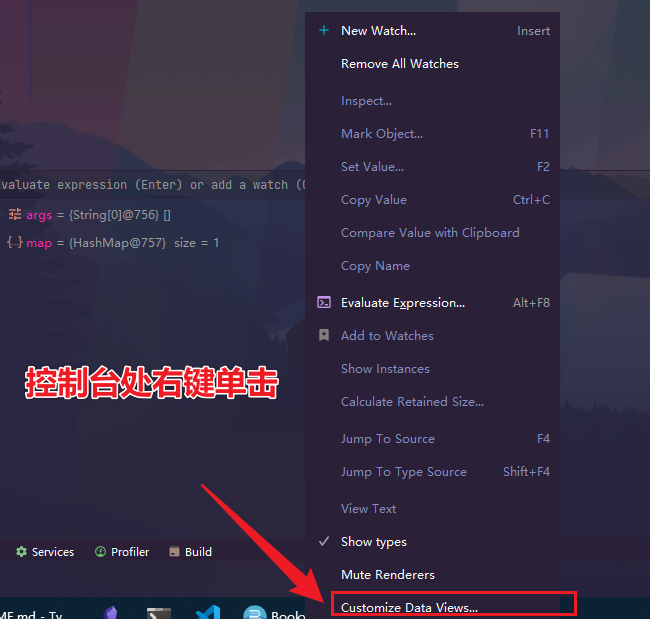 New Watch... Insert
Remove All Watches
Inspect...
Mark Object... F11
Set Value... F2
Copy Value Ctrl+C
Compare Value with Clipboard
Copy Name
Evaluate Expression... Alt+F8
Add to Watches
Show Instances
Calculate Retained Size...
Jump To Source F4
Jump To Type Source Shift+F4
View Text
Show types
Mute Renderers
Customize Data Views...
valuate expression (Enter) or add a watch (
args = {String[0]@756} []
map = {HashMap@757} size = 1
控制台处右键单击
Services Profiler Build
ME.md - Ty
Boolo